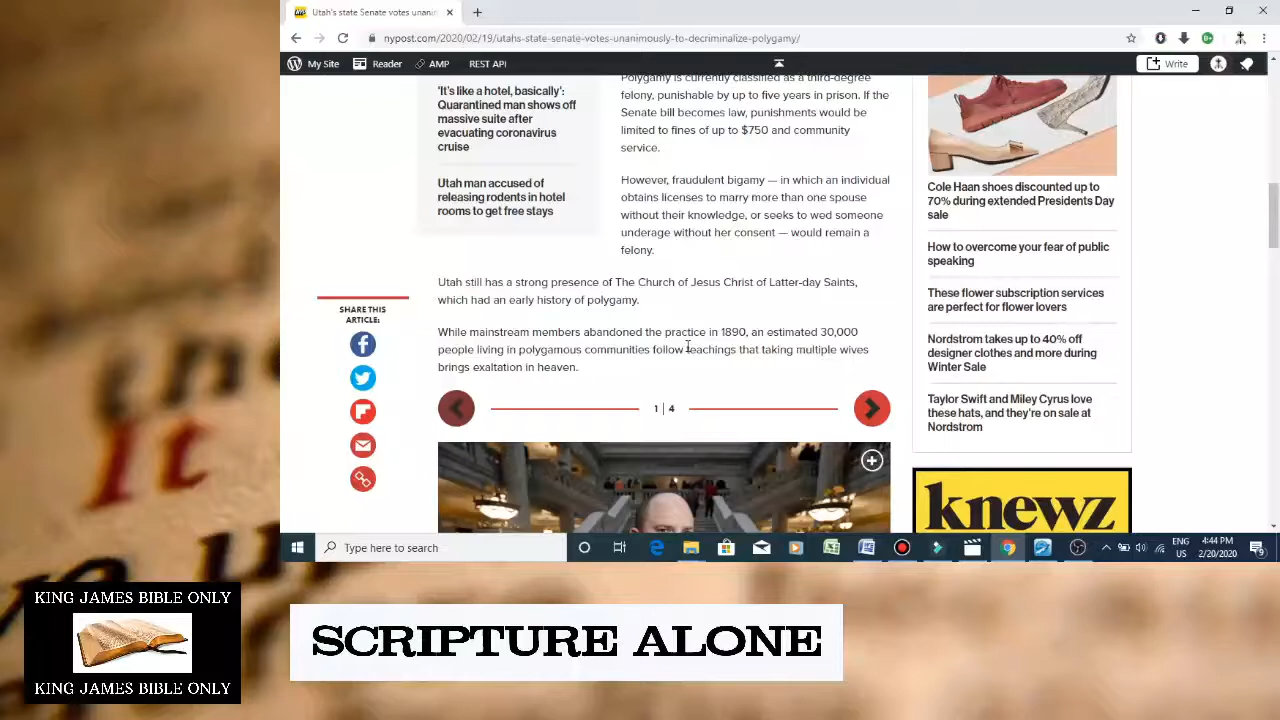 Utah's state Senate votes unanim
nypost.com/2020/02/19/utahs-state-senate-votes-unanimously-to-decriminalize-polygamy/
My Site Reader AMP REST API Write
'It's like a hotel, basically':
Quarantined man shows off
massive suite after
evacuating coronavirus
cruise
Utah man accused of
releasing rodents in hotel
rooms to get free stays
Polygamy is currently classified as a third-degree
felony, punishable by up to five years in prison. If the
Senate bill becomes law, punishments would be
limited to fines of up to $750 and community
service.
However, fraudulent bigamy — in which an individual
obtains licenses to marry more than one spouse
without their knowledge, or seeks to wed someone
underage without her consent — would remain a
felony.
Utah still has a strong presence of The Church of Jesus Christ of Latter-day Saints,
which had an early history of polygamy.
While mainstream members abandoned the practice in 1890, an estimated 30,000
people living in polygamous communities follow teachings that taking multiple wives
brings exaltation in heaven.
1 | 4
SHARE THIS
ARTICLE:
Cole Haan shoes discounted up to
70% during extended Presidents Day
sale
How to overcome your fear of public
speaking
These flower subscription services
are perfect for flower lovers
Nordstrom takes up to 40% off
designer clothes and more during
Winter Sale
Taylor Swift and Miley Cyrus love
these hats, and they're on sale at
Nordstrom
knewz
Type here to search
ENG
US
4:44 PM
2/20/2020
9
It
KING JAMES BIBLE ONLY
KING JAMES BIBLE ONLY
SCRIPTURE ALONE